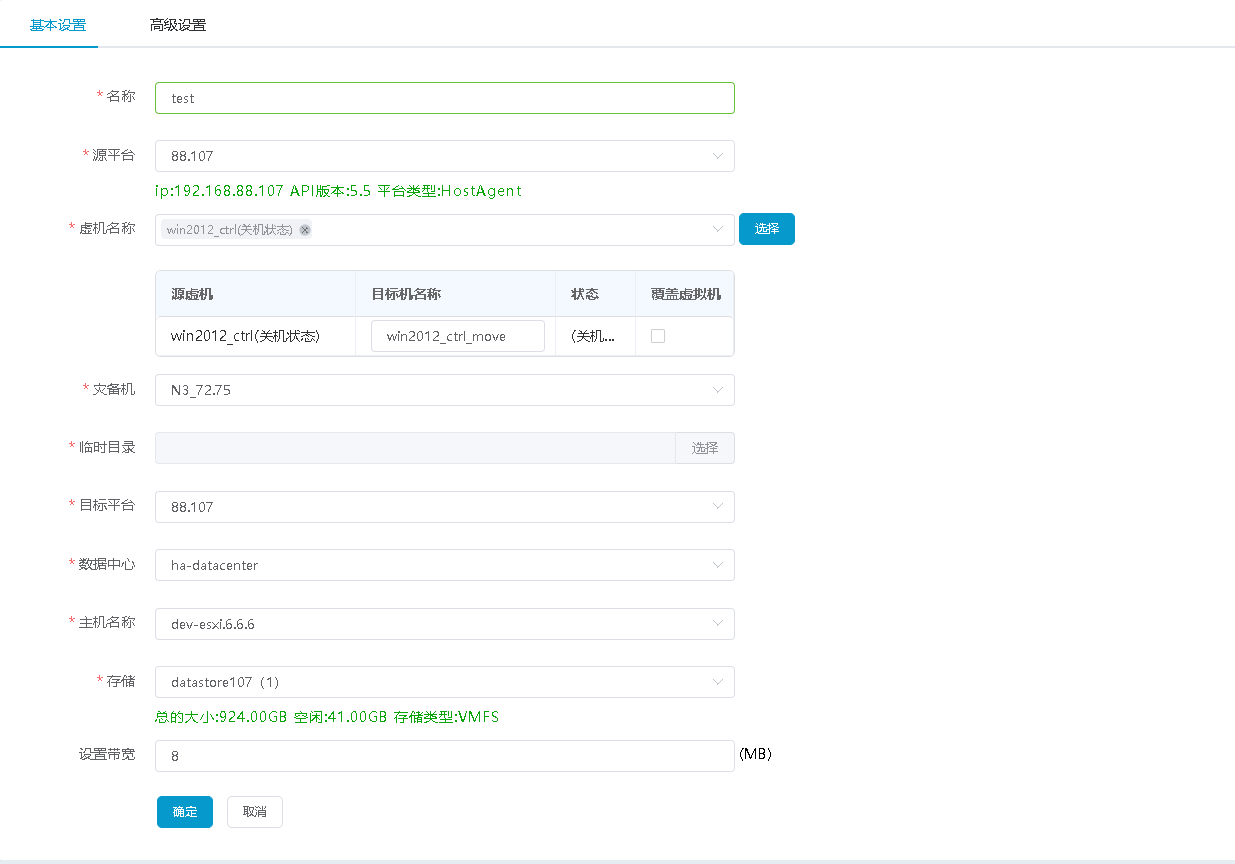 基本设置 高级设置
* 名称 test
* 源平台 88.107
ip:192.168.88.107 API版本:5.5 平台类型:HostAgent
* 虚机名称 win2012_ctrl(关机状态) 选择
源虚机 目标机名称 状态 覆盖虚拟机
win2012_ctrl(关机状态) win2012_ctrl_move (关机...
* 灾备机 N3_72.75
* 临时目录 选择
* 目标平台 88.107
* 数据中心 ha-datacenter
* 主机名称 dev-esxi.6.6.6
* 存储 datastore107（1）
总的大小:924.00GB 空闲:41.00GB 存储类型:VMFS
设置带宽 8 (MB)
确定 取消